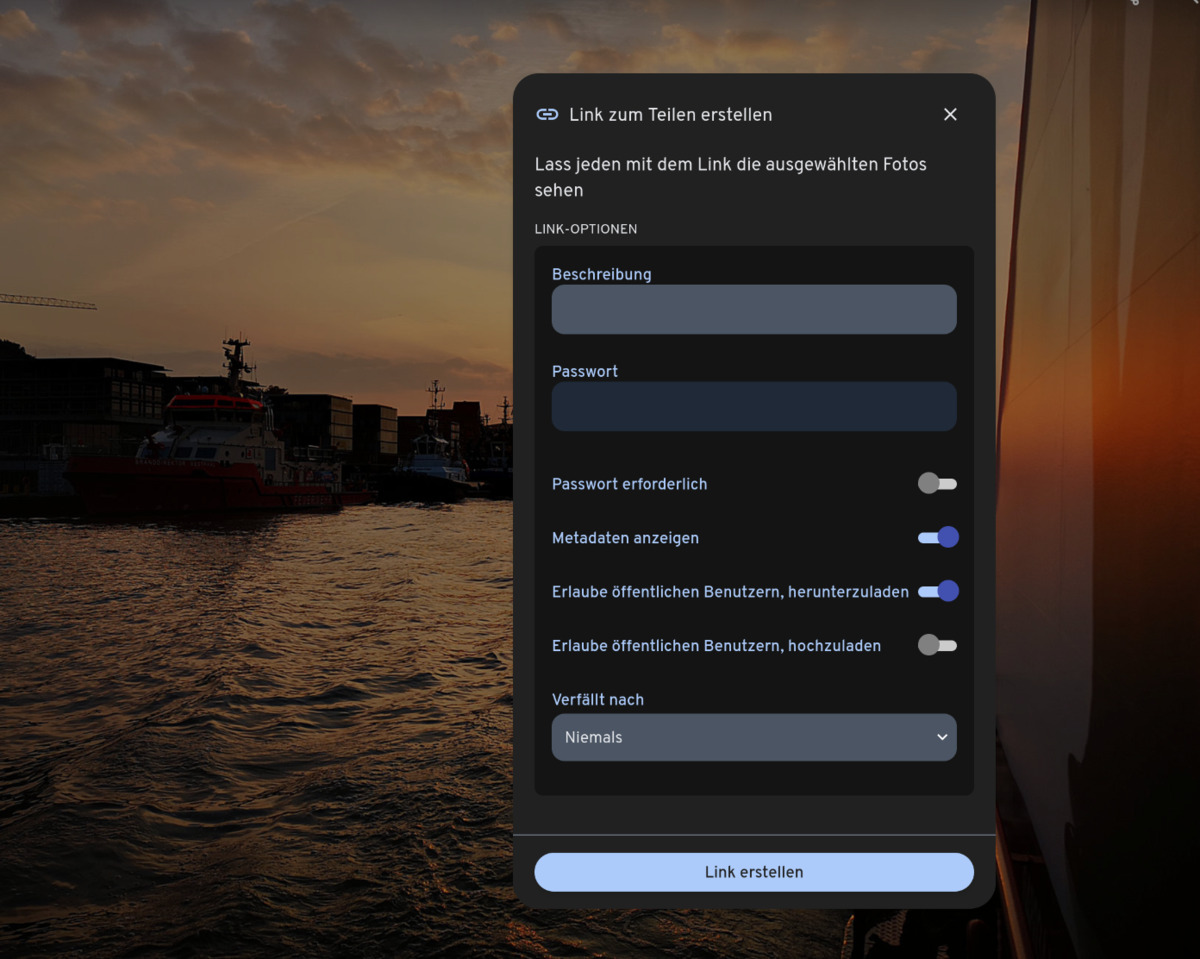 Link zum Teilen erstellen
Lass jeden mit dem Link die ausgewählten Fotos
sehen
LINK-OPTIONEN
Beschreibung
Passwort
Passwort erforderlich
Metadaten anzeigen
Erlaube öffentlichen Benutzern, herunterzuladen
Erlaube öffentlichen Benutzern, hochzuladen
Verfällt nach
Niemals
Link erstellen